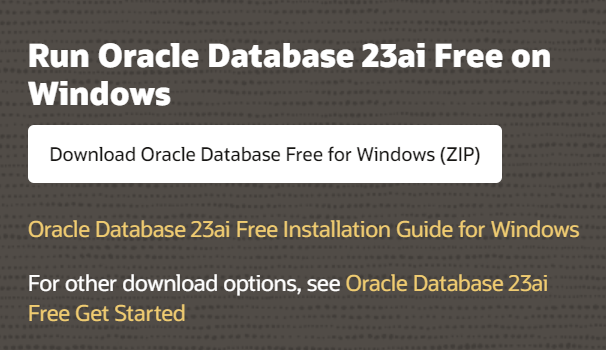 Run Oracle Database 23ai Free on
Windows
Download Oracle Database Free for Windows (ZIP)
Oracle Database 23ai Free Installation Guide for Windows
For other download options, see Oracle Database 23ai
Free Get Started